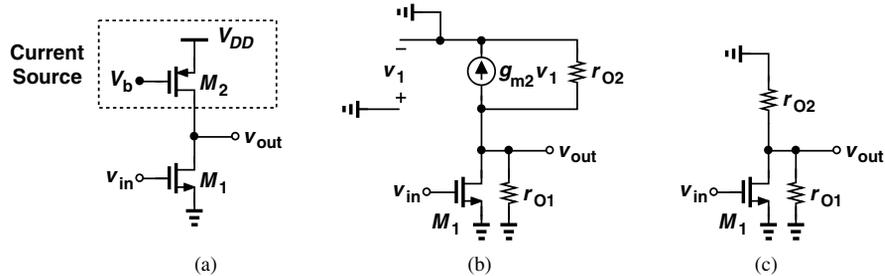 Current
Source
V_DD
V_b
M_2
v_out
v_in
M_1
(a)
−
v_1
+
g_m2 v_1
r_O2
v_out
v_in
M_1
r_O1
(b)
r_O2
v_out
v_in
M_1
r_O1
(c)